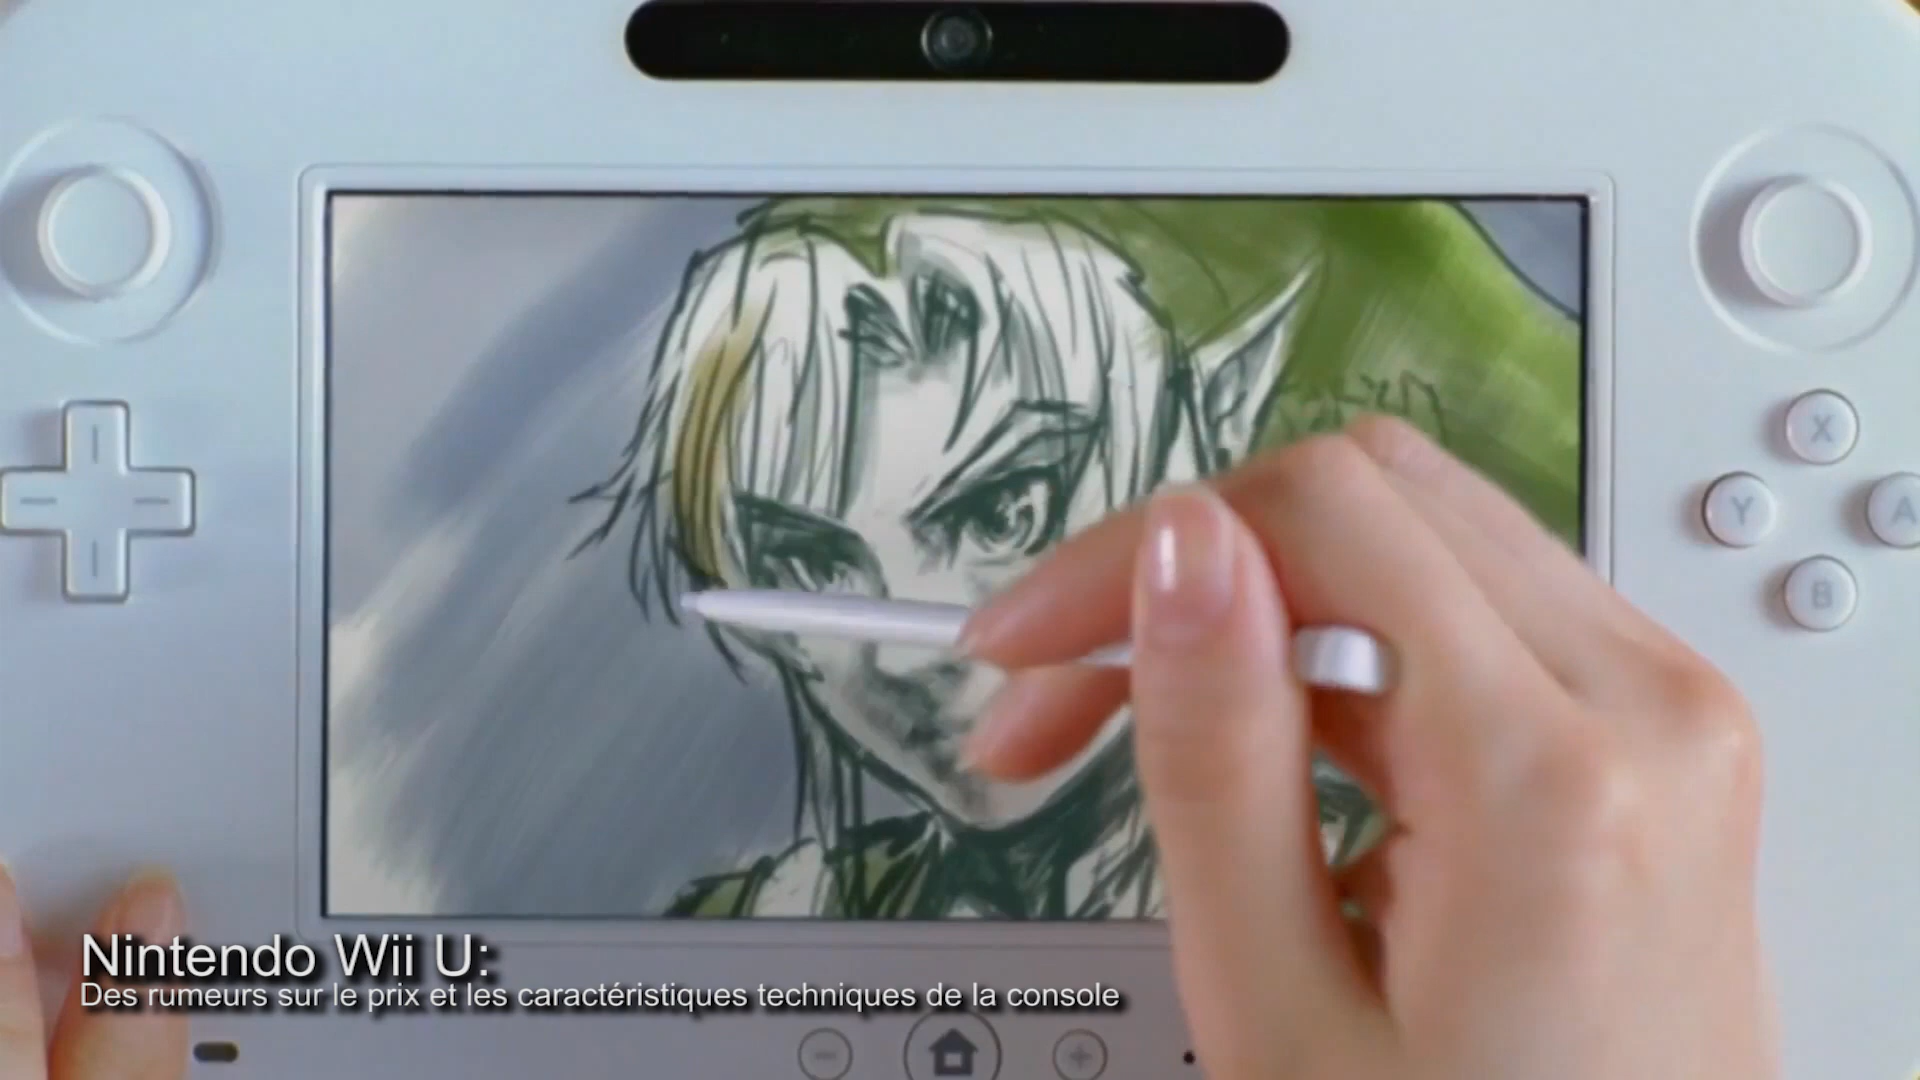 X
Y
A
B
Nintendo Wii U:
Des rumeurs sur le prix et les caractéristiques techniques de la console